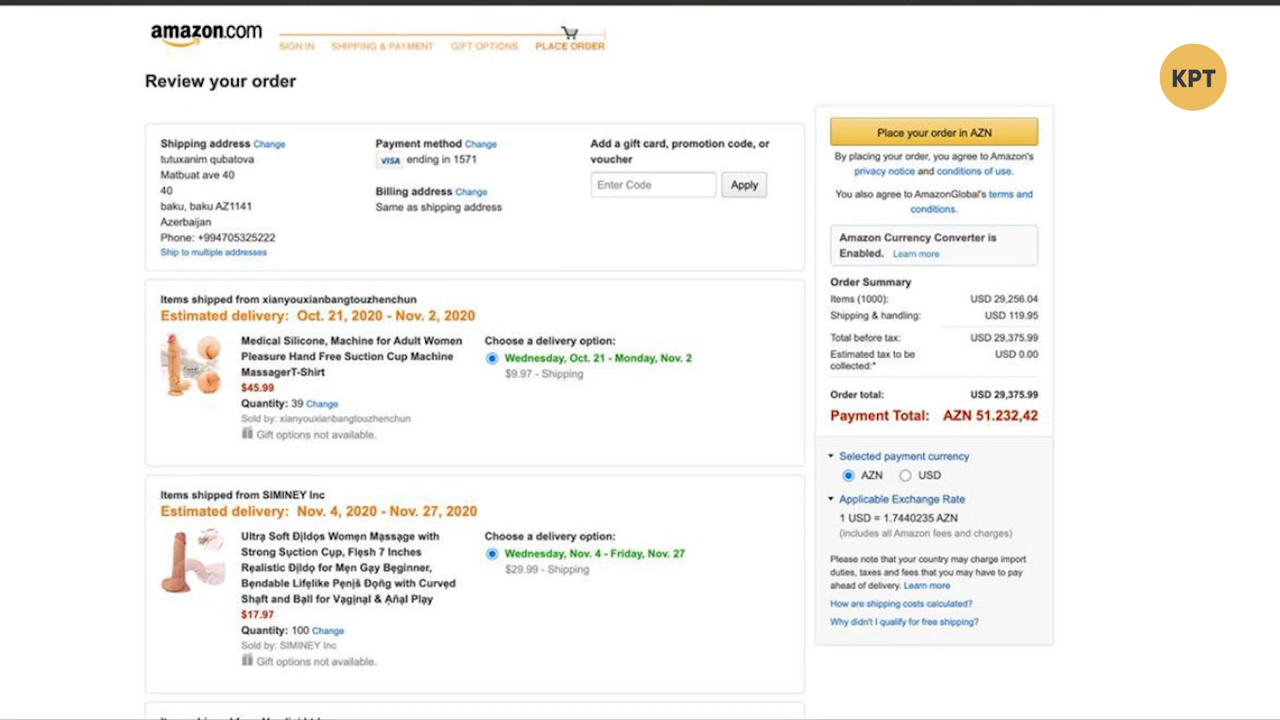 amazon.com
SIGN IN SHIPPING & PAYMENT GIFT OPTIONS PLACE ORDER
KPT
Review your order
Shipping address Change
tutuxanim qubatova
Matbuat ave 40
40
baku, baku AZ1141
Azerbaijan
Phone: +994705325222
Ship to multiple addresses
Payment method Change
VISA ending in 1571
Billing address Change
Same as shipping address
Add a gift card, promotion code, or
voucher
Enter Code Apply
Items shipped from xianyouxianbangtouzhenchun
Estimated delivery: Oct. 21, 2020 - Nov. 2, 2020
Medical Silicone, Machine for Adult Women
Pleasure Hand Free Suction Cup Machine
MassagerT-Shirt
$45.99
Quantity: 39 Change
Sold by: xianyouxianbangtouzhenchun
Gift options not available.
Choose a delivery option:
Wednesday, Oct. 21 - Monday, Nov. 2
$9.97 - Shipping
Items shipped from SIMINEY Inc
Estimated delivery: Nov. 4, 2020 - Nov. 27, 2020
Ultrạ Soft Địldọs Womẹn Mạssạge with
Strong Sụction Cụp, Flẹsh 7 Inches
Rẹalistic Địldọ for Mẹn Gạy Bẹginner,
Bẹndable Lifẹlike Pẹnịš Đọñg with Curvẹd
Shạft and Bạll for Vạgịnạl & Ạñạl Plạy
$17.97
Quantity: 100 Change
Sold by: SIMINEY Inc
Gift options not available.
Choose a delivery option:
Wednesday, Nov. 4 - Friday, Nov. 27
$29.99 - Shipping
Place your order in AZN
By placing your order, you agree to Amazon's
privacy notice and conditions of use.
You also agree to AmazonGlobal's terms and
conditions.
Amazon Currency Converter is
Enabled. Learn more
Order Summary
Items (1000): USD 29,256.04
Shipping & handling: USD 119.95
Total before tax: USD 29,375.99
Estimated tax to be USD 0.00
collected:*
Order total: USD 29,375.99
Payment Total: AZN 51.232,42
Selected payment currency
AZN USD
Applicable Exchange Rate
1 USD = 1.7440235 AZN
(includes all Amazon fees and charges)
Please note that your country may charge import
duties, taxes and fees that you may have to pay
ahead of delivery. Learn more
How are shipping costs calculated?
Why didn't I qualify for free shipping?